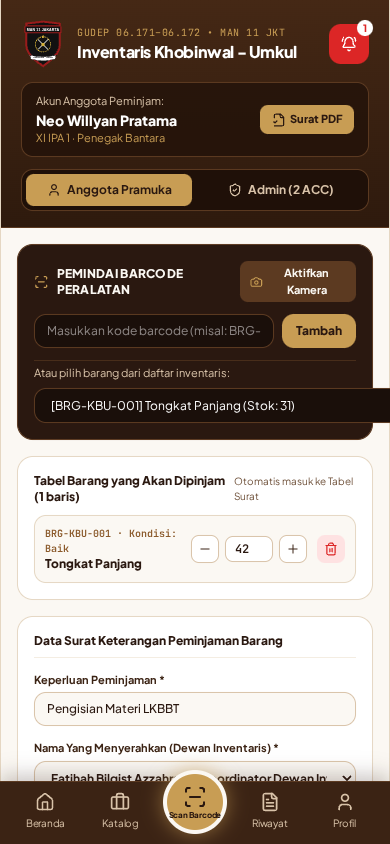 MAN 11 JAKARTA
GUDEP 06.171-06.172 • MAN 11 JKT
Inventaris Khobinwal - Umkul
1
Akun Anggota Peminjam:
Neo Willyan Pratama
XI IPA 1 · Penegak Bantara
Surat PDF
Anggota Pramuka
Admin (2 ACC)
PEMINDAI BARCODE
PERALATAN
Aktifkan
Kamera
Masukkan kode barcode (misal: BRG-
Tambah
Atau pilih barang dari daftar inventaris:
[BRG-KBU-001] Tongkat Panjang (Stok: 31)
Tabel Barang yang Akan Dipinjam
(1 baris)
Otomatis masuk ke Tabel
Surat
BRG-KBU-001 · Kondisi:
Baik
Tongkat Panjang
42
Data Surat Keterangan Peminjaman Barang
Keperluan Peminjaman *
Pengisian Materi LKBBT
Nama Yang Menyerahkan (Dewan Inventaris) *
Beranda
Katalog
Scan Barcode
Riwayat
Profil